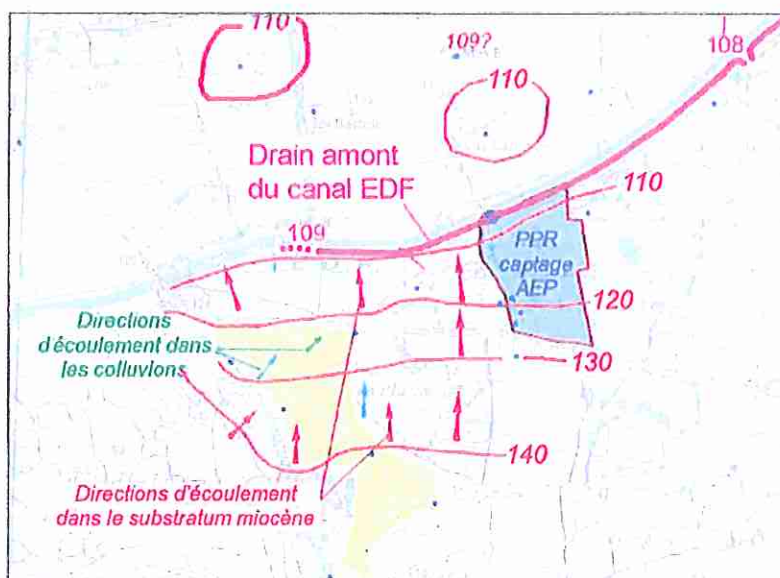 110
109?
108
110
Drain amont
du canal EDF
110
109
PPR
captage
AEP
120
Directions
d'écoulement dans
les colluvions
130
140
Directions d'écoulement
dans le substratum miocène